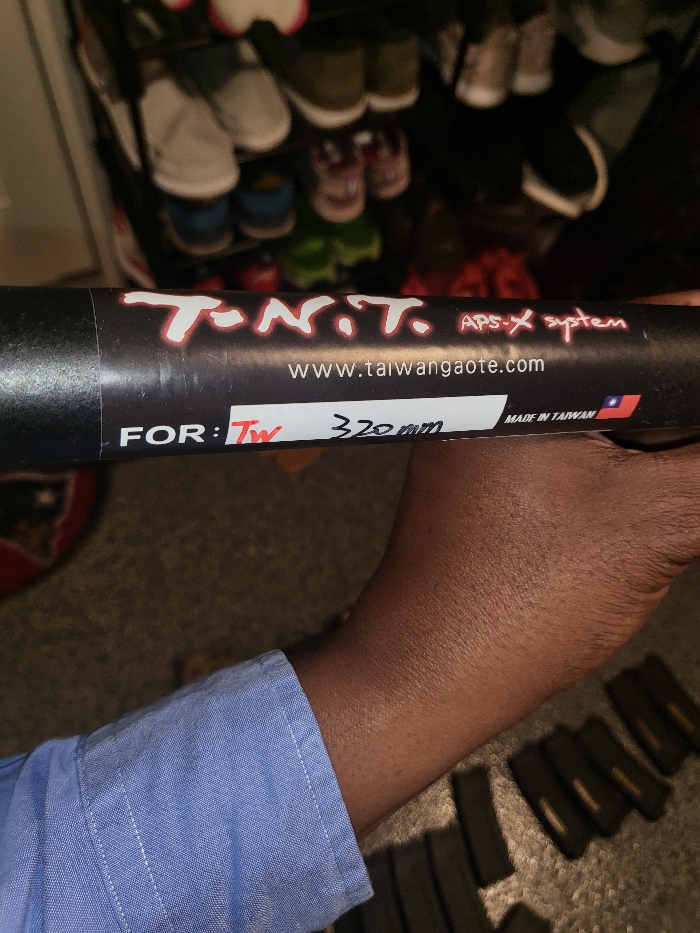 T.N.T. APS-X system
www.taiwangaote.com
FOR: TW 320mm
MADE IN TAIWAN